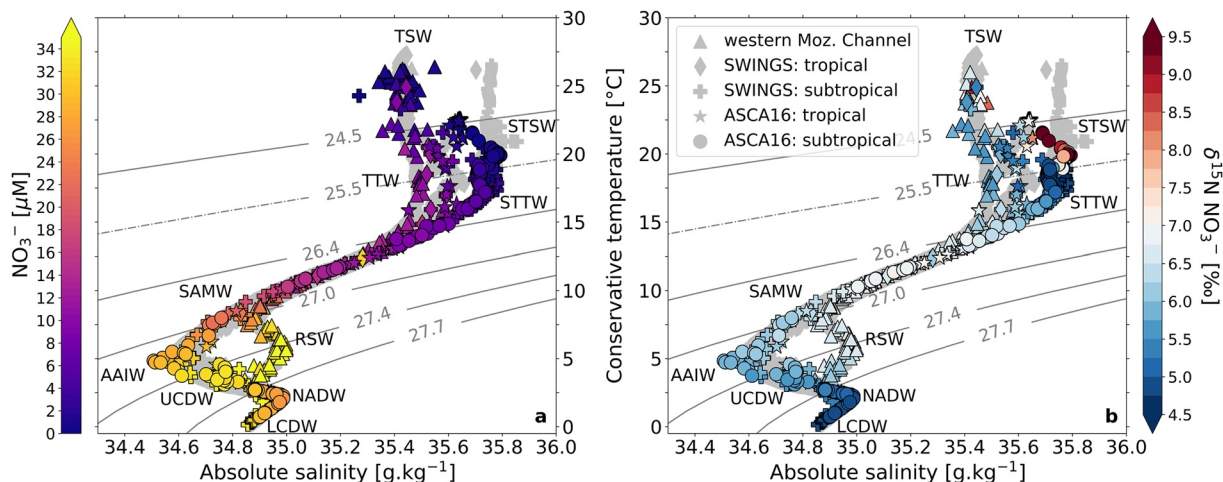 NO₃⁻ [μM]
34
32
28
24
20
16
12
8
4
2
0
TSW
24.5
STSW
TTW
25.5
STTW
26.4
SAMW
27.0
27.4
RSW
27.7
AAIW
UCDW
NADW
LCDW
a
30
25
20
15
10
5
0
34.4 34.6 34.8 35.0 35.2 35.4 35.6 35.8 36.0
Absolute salinity [g.kg⁻¹]
Conservative temperature [°C]
western Moz. Channel
SWINGS: tropical
SWINGS: subtropical
ASCA16: tropical
ASCA16: subtropical
TSW
24.5
STSW
TTW
25.5
STTW
26.4
SAMW
27.0
27.4
RSW
27.7
AAIW
UCDW
NADW
LCDW
b
34.4 34.6 34.8 35.0 35.2 35.4 35.6 35.8 36.0
Absolute salinity [g.kg⁻¹]
9.5
9.0
8.5
8.0
7.5
7.0
6.5
6.0
5.5
5.0
4.5
δ¹⁵N NO₃⁻ [‰]